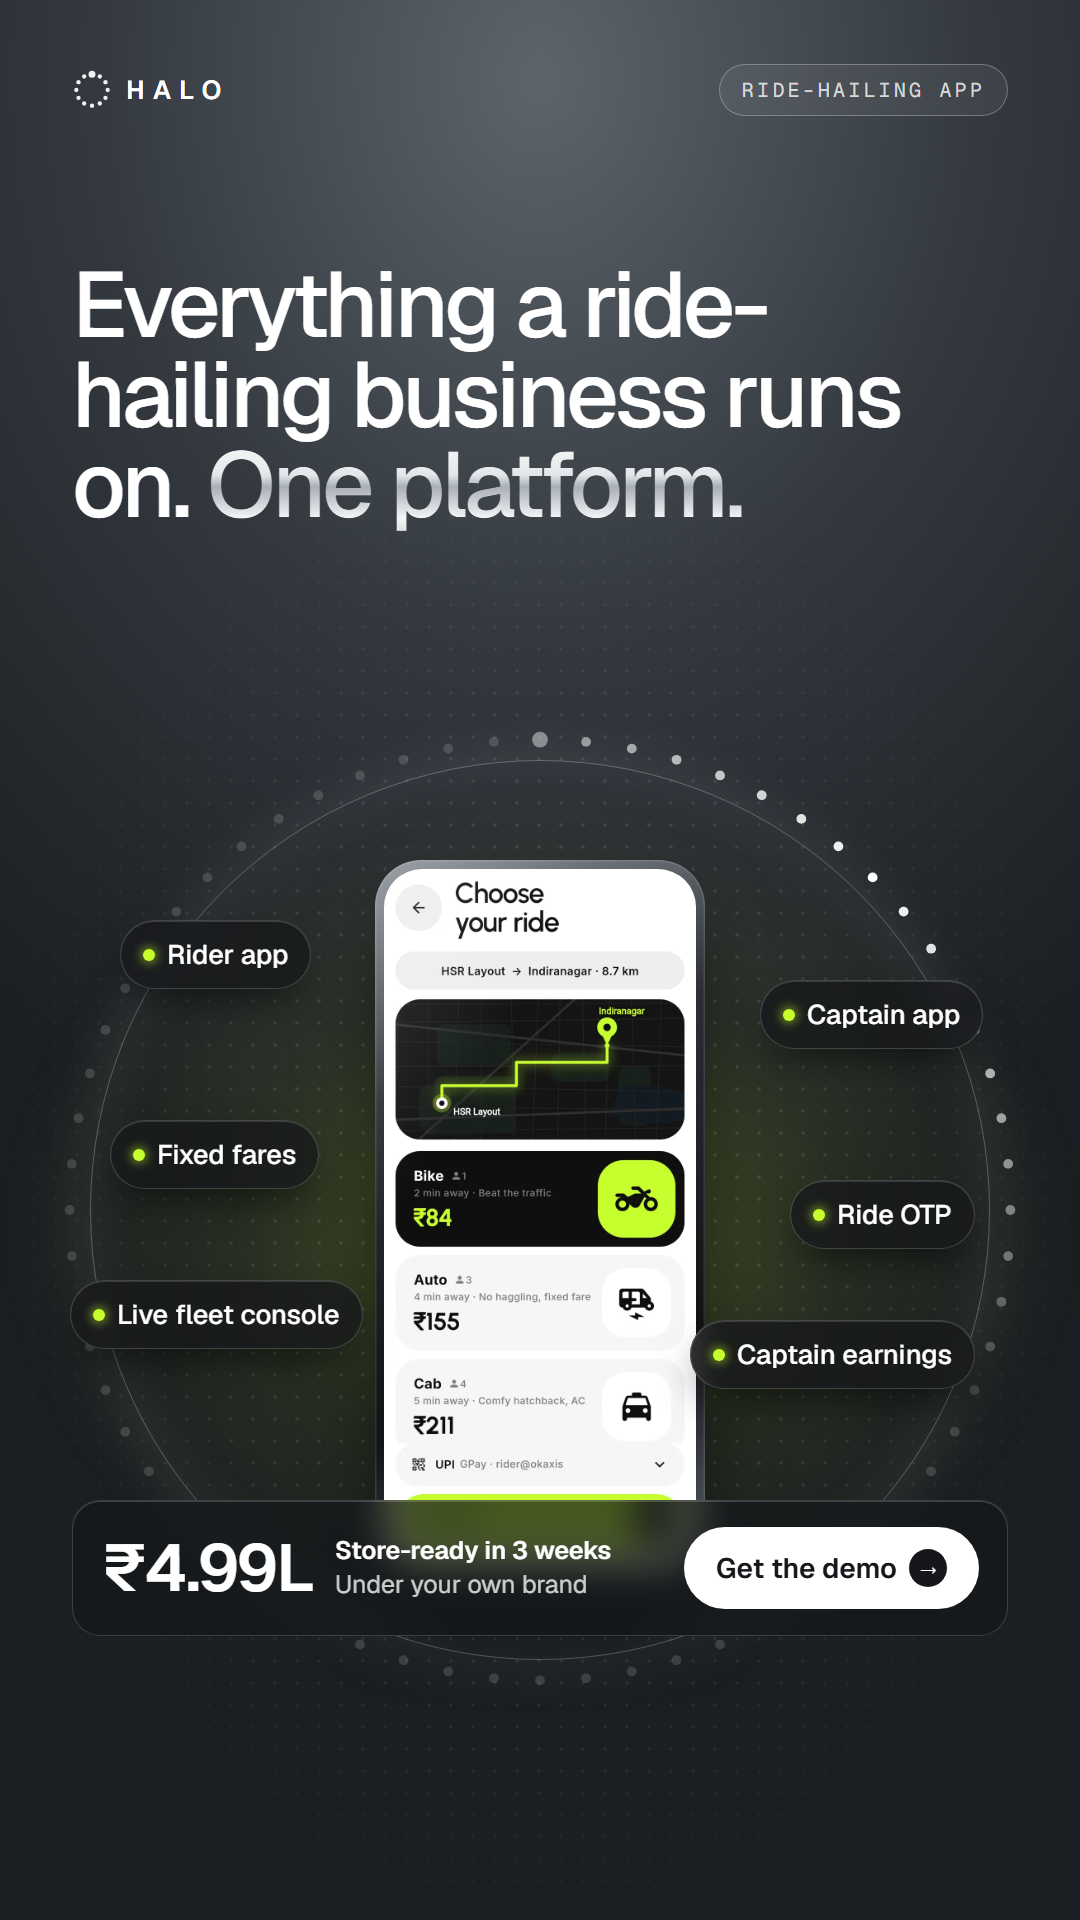 HALO
RIDE-HAILING APP
Everything a ride-
hailing business runs
on. One platform.
Choose
your ride
HSR Layout → Indiranagar · 8.7 km
Indiranagar
HSR Layout
Bike 1
2 min away · Beat the traffic
₹84
Auto 3
4 min away · No haggling, fixed fare
₹155
Cab 4
5 min away · Comfy hatchback, AC
₹211
UPI GPay · rider@okaxis
Rider app
Captain app
Fixed fares
Ride OTP
Live fleet console
Captain earnings
₹4.99L
Store-ready in 3 weeks
Under your own brand
Get the demo →